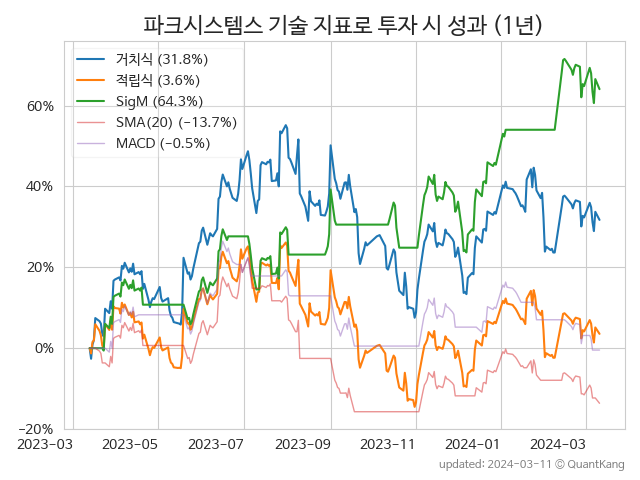 파크시스템스 기술 지표로 투자 시 성과 (1년)
거치식 (31.8%)
적립식 (3.6%)
SigM (64.3%)
SMA(20) (−13.7%)
MACD (−0.5%)
60%
40%
20%
0%
−20%
2023-03 2023-05 2023-07 2023-09 2023-11 2024-01 2024-03
updated: 2024-03-11 © QuantKang